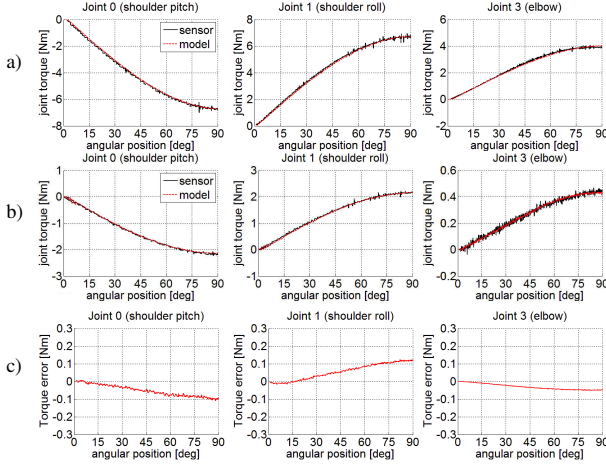 Joint 0 (shoulder pitch) Joint 1 (shoulder roll) Joint 3 (elbow)
a)
joint torque [Nm] 0 -2 -4 -6 -8
sensor
model
0 15 30 45 60 75 90
angular position [deg]
joint torque [Nm] 8 6 4 2 0
0 15 30 45 60 75 90
angular position [deg]
joint torque [Nm] 6 4 2 0 -2
0 15 30 45 60 75 90
angular position [deg]
Joint 0 (shoulder pitch) Joint 1 (shoulder roll) Joint 3 (elbow)
b)
joint torque [Nm] 1 0 -1 -2 -3
sensor
model
0 15 30 45 60 75 90
angular position [deg]
joint torque [Nm] 3 2 1 0 -1
0 15 30 45 60 75 90
angular position [deg]
joint torque [Nm] 0.6 0.4 0.2 0 -0.2
0 15 30 45 60 75 90
angular position [deg]
Joint 0 (shoulder pitch) Joint 1 (shoulder roll) Joint 3 (elbow)
c)
Torque error [Nm] 0.3 0.2 0.1 0 -0.1 -0.2 -0.3
0 15 30 45 60 75 90
angular position [deg]
Torque error [Nm] 0.3 0.2 0.1 0 -0.1 -0.2 -0.3
0 15 30 45 60 75 90
angular position [deg]
Torque error [Nm] 0.3 0.2 0.1 0 -0.1 -0.2 -0.3
0 15 30 45 60 75 90
angular position [deg]